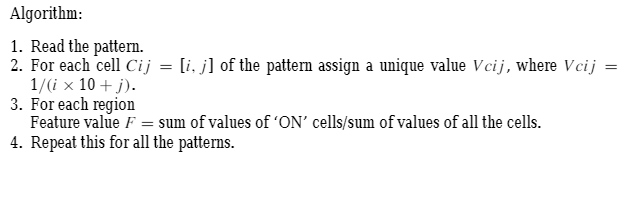 Algorithm:
1. Read the pattern.
2. For each cell Cij = [i, j] of the pattern assign a unique value Vcij, where Vcij =
1/(i × 10 + j).
3. For each region
Feature value F = sum of values of ‘ON’ cells/sum of values of all the cells.
4. Repeat this for all the patterns.